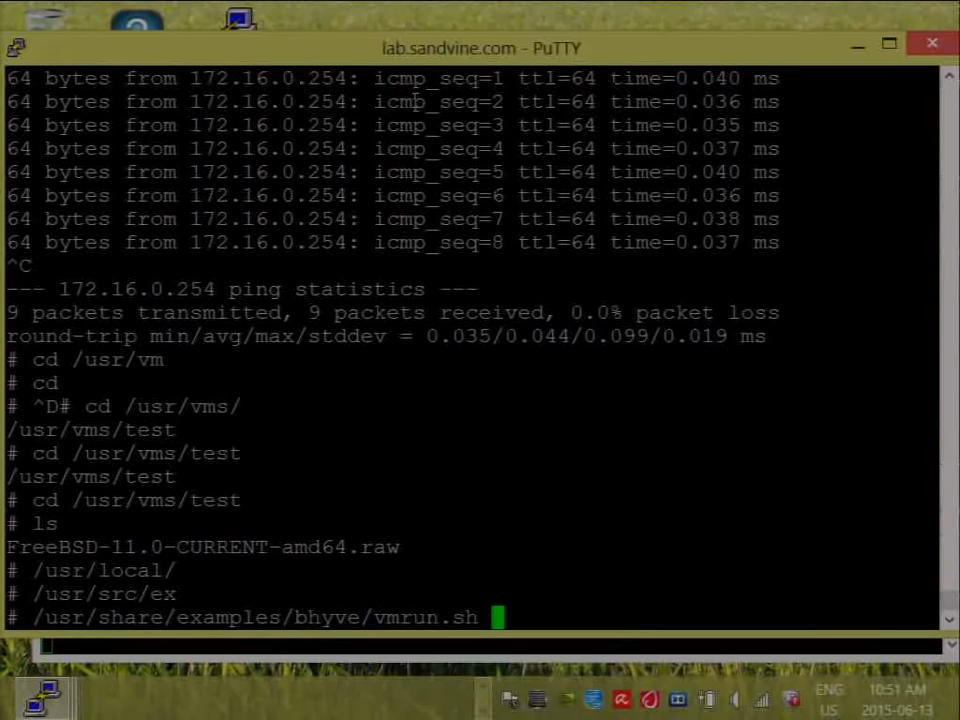 lab.sandvine.com - PuTTY
64 bytes from 172.16.0.254: icmp_seq=1 ttl=64 time=0.040 ms
64 bytes from 172.16.0.254: icmp_seq=2 ttl=64 time=0.036 ms
64 bytes from 172.16.0.254: icmp_seq=3 ttl=64 time=0.035 ms
64 bytes from 172.16.0.254: icmp_seq=4 ttl=64 time=0.037 ms
64 bytes from 172.16.0.254: icmp_seq=5 ttl=64 time=0.040 ms
64 bytes from 172.16.0.254: icmp_seq=6 ttl=64 time=0.036 ms
64 bytes from 172.16.0.254: icmp_seq=7 ttl=64 time=0.038 ms
64 bytes from 172.16.0.254: icmp_seq=8 ttl=64 time=0.037 ms
^C
--- 172.16.0.254 ping statistics ---
9 packets transmitted, 9 packets received, 0.0% packet loss
round-trip min/avg/max/stddev = 0.035/0.044/0.099/0.019 ms
# cd /usr/vm
# cd
# ^D# cd /usr/vms/
/usr/vms/test
# cd /usr/vms/test
/usr/vms/test
# cd /usr/vms/test
# ls
FreeBSD-11.0-CURRENT-amd64.raw
# /usr/local/
# /usr/src/ex
# /usr/share/examples/bhyve/vmrun.sh
ENG 10:51 AM
US 2015-06-13